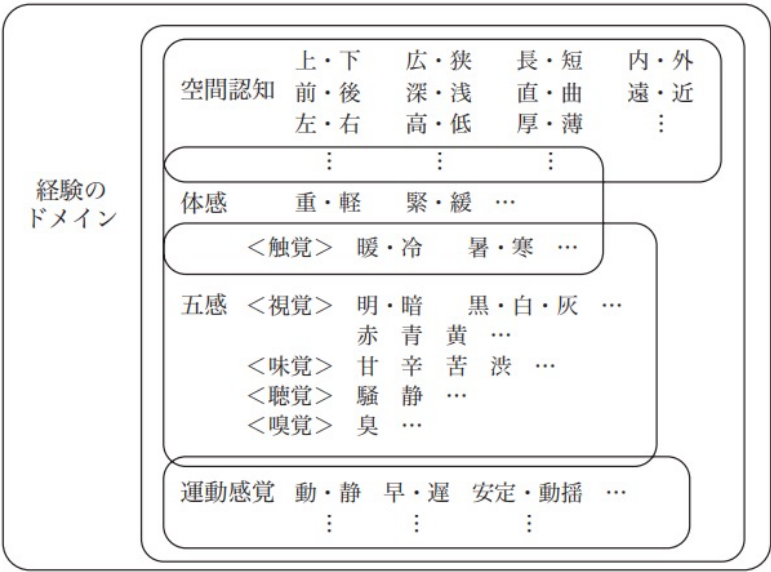 上・下 広・狭 長・短 内・外
空間認知 前・後 深・浅 直・曲 遠・近
左・右 高・低 厚・薄 ⋮
⋮ ⋮ ⋮
経験の
ドメイン
体感 重・軽 緊・緩 …
<触覚> 暖・冷 暑・寒 …
五感 <視覚> 明・暗 黒・白・灰 …
赤 青 黄 …
<味覚> 甘 辛 苦 渋 …
<聴覚> 騒 静 …
<嗅覚> 臭 …
運動感覚 動・静 早・遅 安定・動揺 …
⋮ ⋮ ⋮